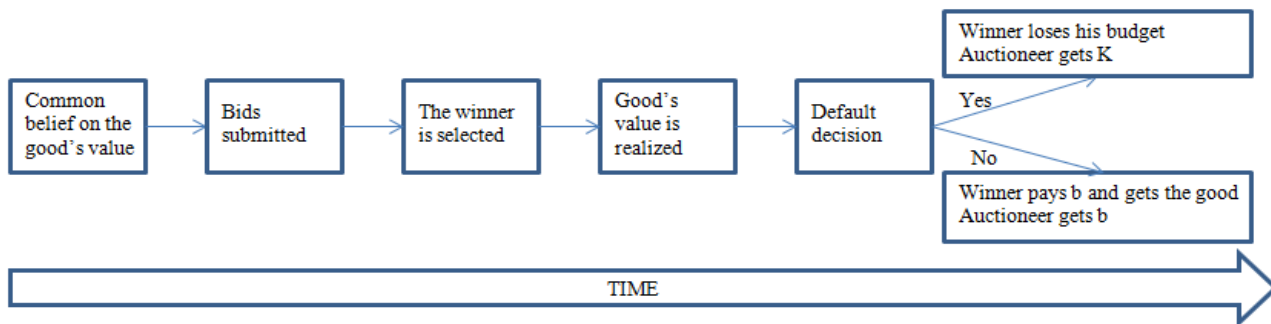 Common
belief on the
good's value
Bids
submitted
The winner
is selected
Good's
value is
realized
Default
decision
Yes
No
Winner loses his budget
Auctioneer gets K
Winner pays b and gets the good
Auctioneer gets b
TIME